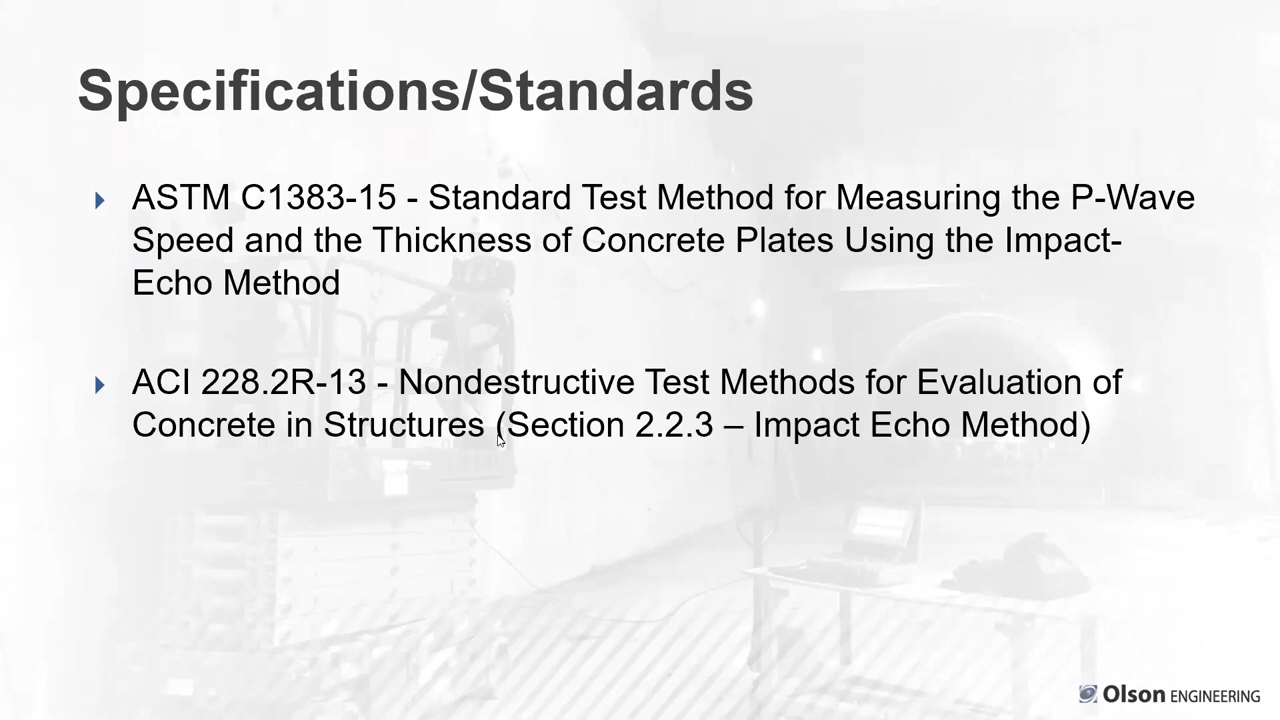 Specifications/Standards
ASTM C1383-15 - Standard Test Method for Measuring the P-Wave
Speed and the Thickness of Concrete Plates Using the Impact-
Echo Method
ACI 228.2R-13 - Nondestructive Test Methods for Evaluation of
Concrete in Structures (Section 2.2.3 – Impact Echo Method)
Olson ENGINEERING